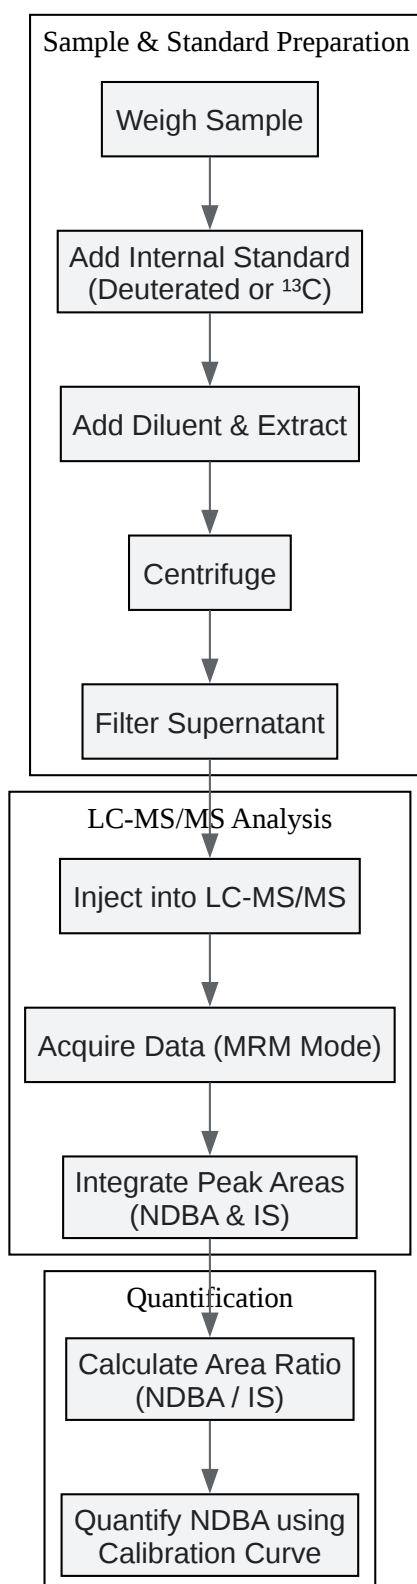 Sample & Standard Preparation
Weigh Sample
Add Internal Standard
(Deuterated or ¹³C)
Add Diluent & Extract
Centrifuge
Filter Supernatant
LC-MS/MS Analysis
Inject into LC-MS/MS
Acquire Data (MRM Mode)
Integrate Peak Areas
(NDBA & IS)
Quantification
Calculate Area Ratio
(NDBA / IS)
Quantify NDBA using
Calibration Curve